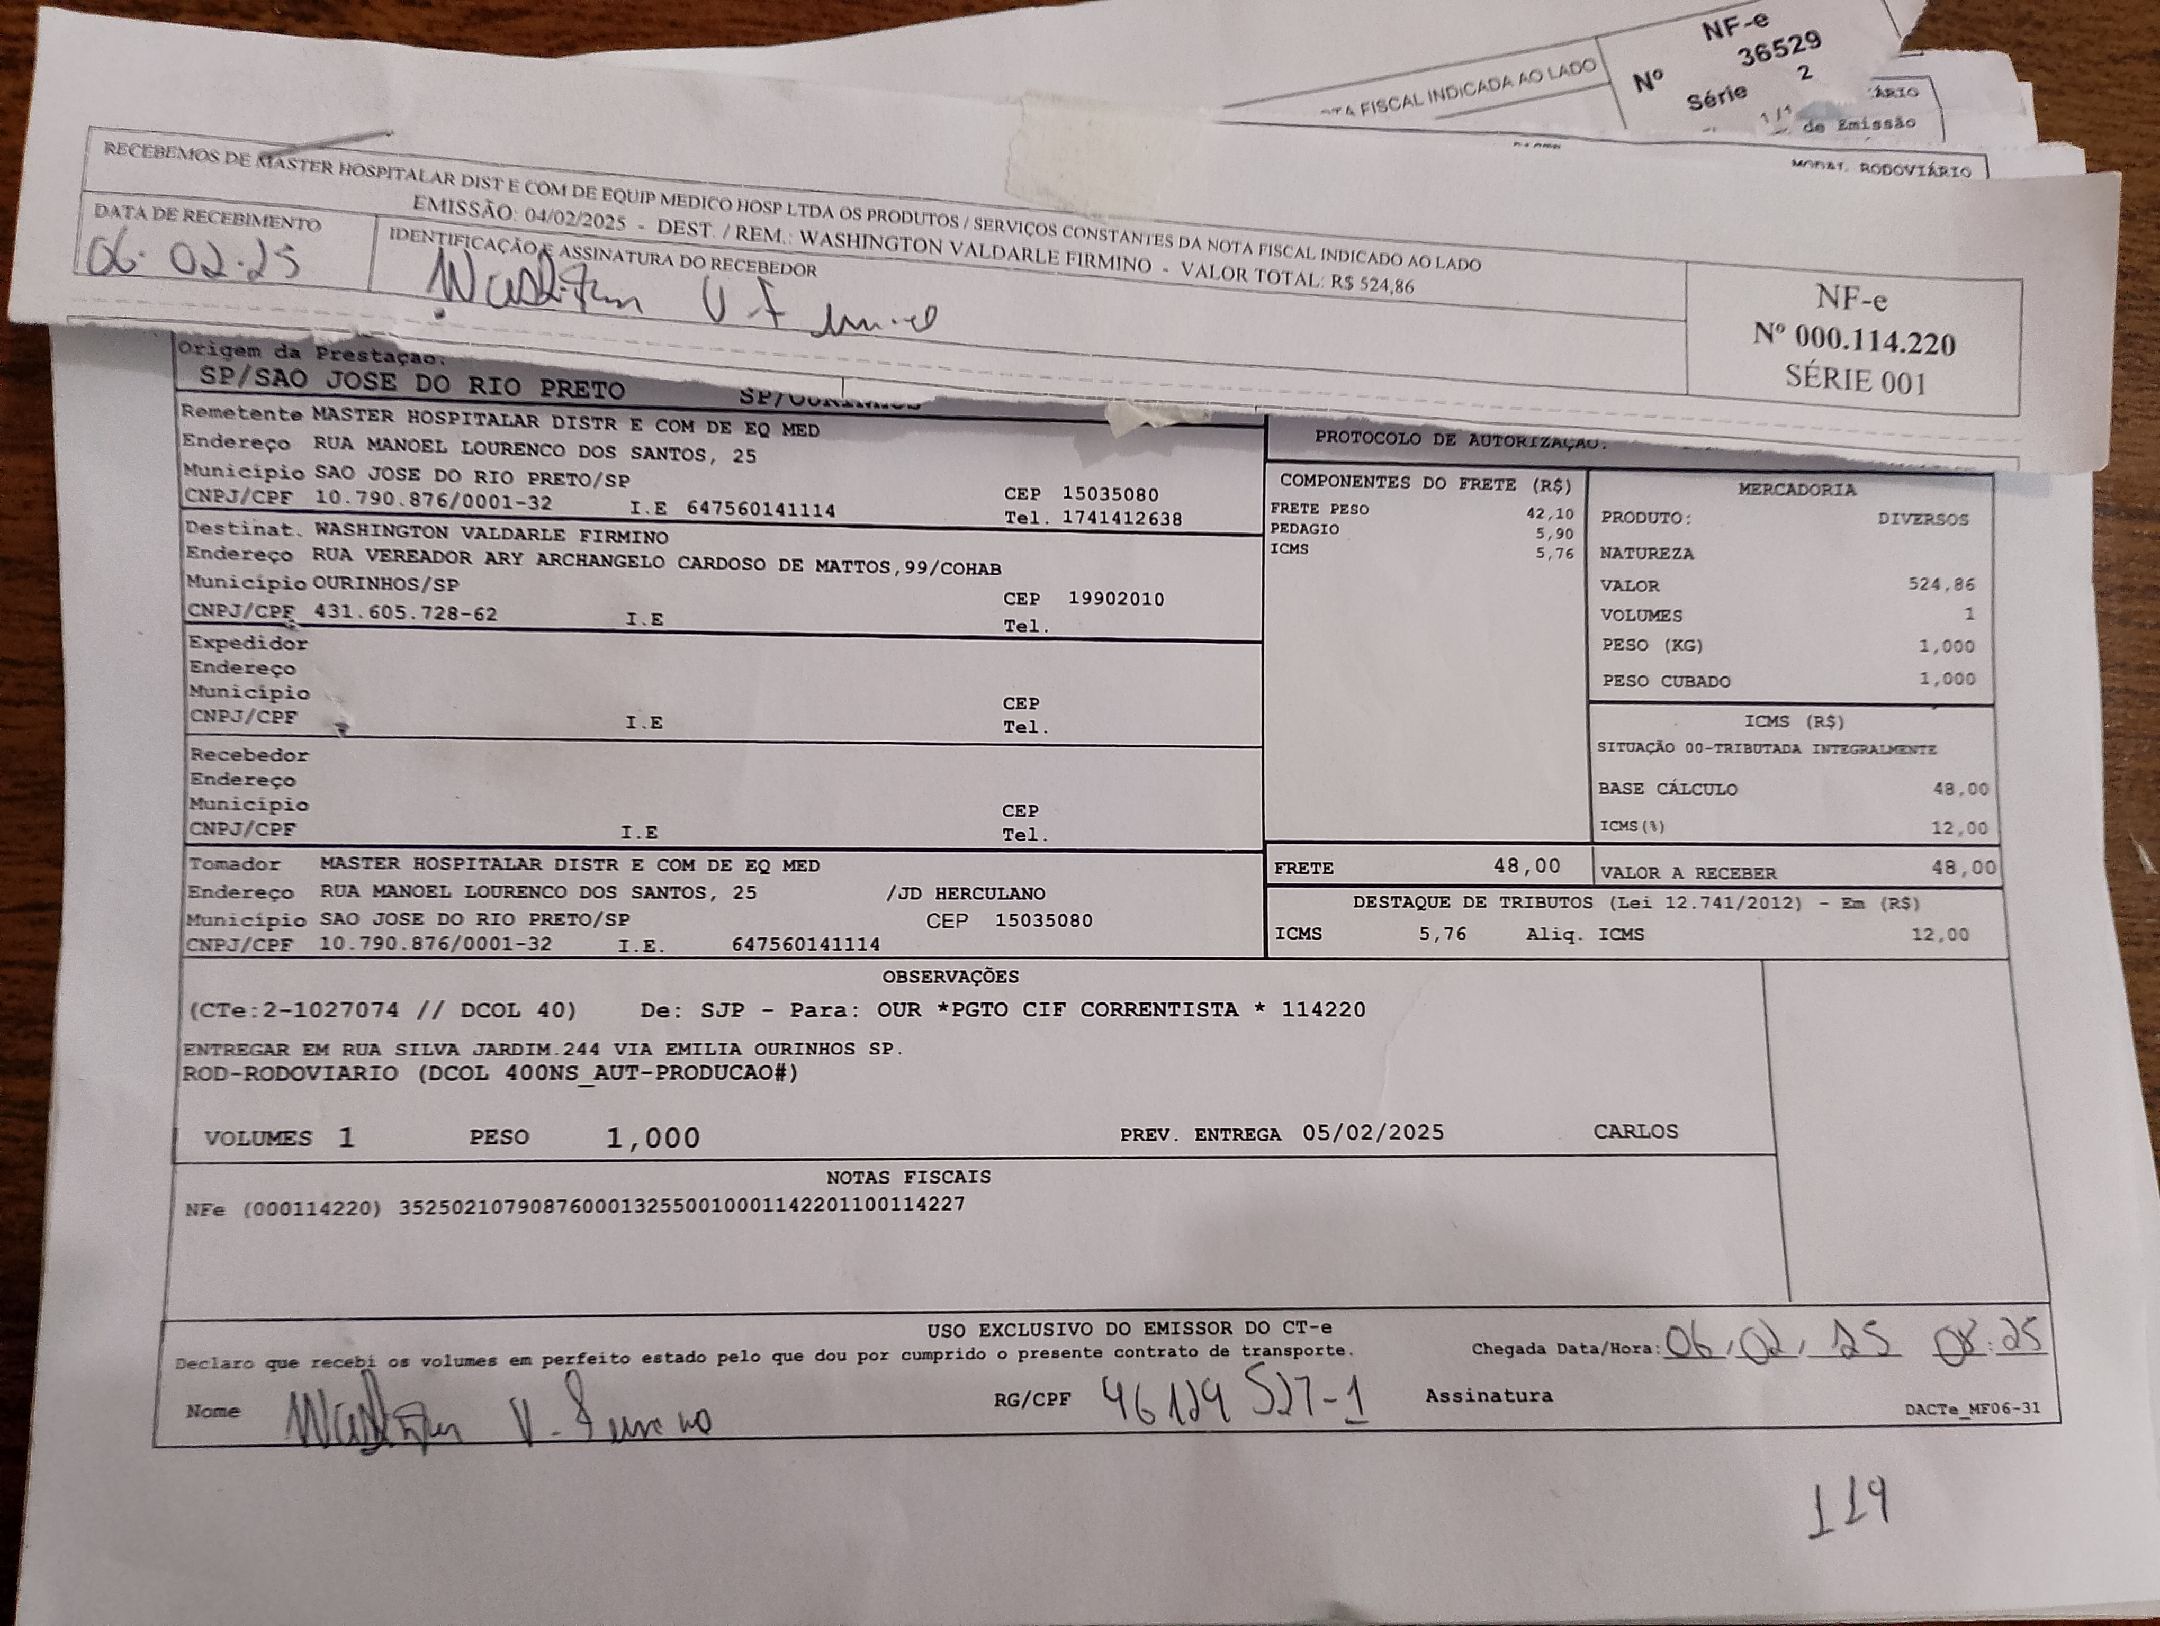 NF-e
Nº 36529
Série 2
FISCAL INDICADA AO LADO
de Emissão
MODAL RODOVIÁRIO
RECEBEMOS DE MASTER HOSPITALAR DIST E COM DE EQUIP MEDICO HOSP LTDA OS PRODUTOS / SERVIÇOS CONSTANTES DA NOTA FISCAL INDICADO AO LADO
EMISSÃO: 04/02/2025 - DEST. / REM.: WASHINGTON VALDARLE FIRMINO - VALOR TOTAL: R$ 524,86
DATA DE RECEBIMENTO
06.02.25
IDENTIFICAÇÃO E ASSINATURA DO RECEBEDOR
NF-e
Nº 000.114.220
SÉRIE 001
Origem da Prestação:
SP/SAO JOSE DO RIO PRETO SP/OURINHOS
Remetente MASTER HOSPITALAR DISTR E COM DE EQ MED
Endereço RUA MANOEL LOURENCO DOS SANTOS, 25
Município SAO JOSE DO RIO PRETO/SP CEP 15035080
CNPJ/CPF 10.790.876/0001-32 I.E 647560141114 Tel. 1741412638
Destinat. WASHINGTON VALDARLE FIRMINO
Endereço RUA VEREADOR ARY ARCHANGELO CARDOSO DE MATTOS,99/COHAB
Município OURINHOS/SP CEP 19902010
CNPJ/CPF 431.605.728-62 I.E Tel.
Expedidor
Endereço
Município CEP
CNPJ/CPF I.E Tel.
Recebedor
Endereço
Município CEP
CNPJ/CPF I.E Tel.
Tomador MASTER HOSPITALAR DISTR E COM DE EQ MED
Endereço RUA MANOEL LOURENCO DOS SANTOS, 25 /JD HERCULANO
Município SAO JOSE DO RIO PRETO/SP CEP 15035080
CNPJ/CPF 10.790.876/0001-32 I.E. 647560141114
PROTOCOLO DE AUTORIZAÇÃO:
COMPONENTES DO FRETE (R$)
FRETE PESO 42,10
PEDAGIO 5,90
ICMS 5,76
MERCADORIA
PRODUTO: DIVERSOS
NATUREZA
VALOR 524,86
VOLUMES 1
PESO (KG) 1,000
PESO CUBADO 1,000
ICMS (R$)
SITUAÇÃO 00-TRIBUTADA INTEGRALMENTE
BASE CÁLCULO 48,00
ICMS(%) 12,00
FRETE 48,00 VALOR A RECEBER 48,00
DESTAQUE DE TRIBUTOS (Lei 12.741/2012) - Em (R$)
ICMS 5,76 Aliq. ICMS 12,00
OBSERVAÇÕES
(CTe:2-1027074 // DCOL 40) De: SJP - Para: OUR *PGTO CIF CORRENTISTA * 114220
ENTREGAR EM RUA SILVA JARDIM.244 VIA EMILIA OURINHOS SP.
ROD-RODOVIARIO (DCOL 400NS_AUT-PRODUCAO#)
VOLUMES 1 PESO 1,000 PREV. ENTREGA 05/02/2025 CARLOS
NOTAS FISCAIS
NFe (000114220) 35250210790876000132550010001142201100114227
USO EXCLUSIVO DO EMISSOR DO CT-e
Declaro que recebi os volumes em perfeito estado pelo que dou por cumprido o presente contrato de transporte.
Chegada Data/Hora: 06/02/25 08:25
Nome RG/CPF 46124527-1 Assinatura
DACTe_MF06-31
119